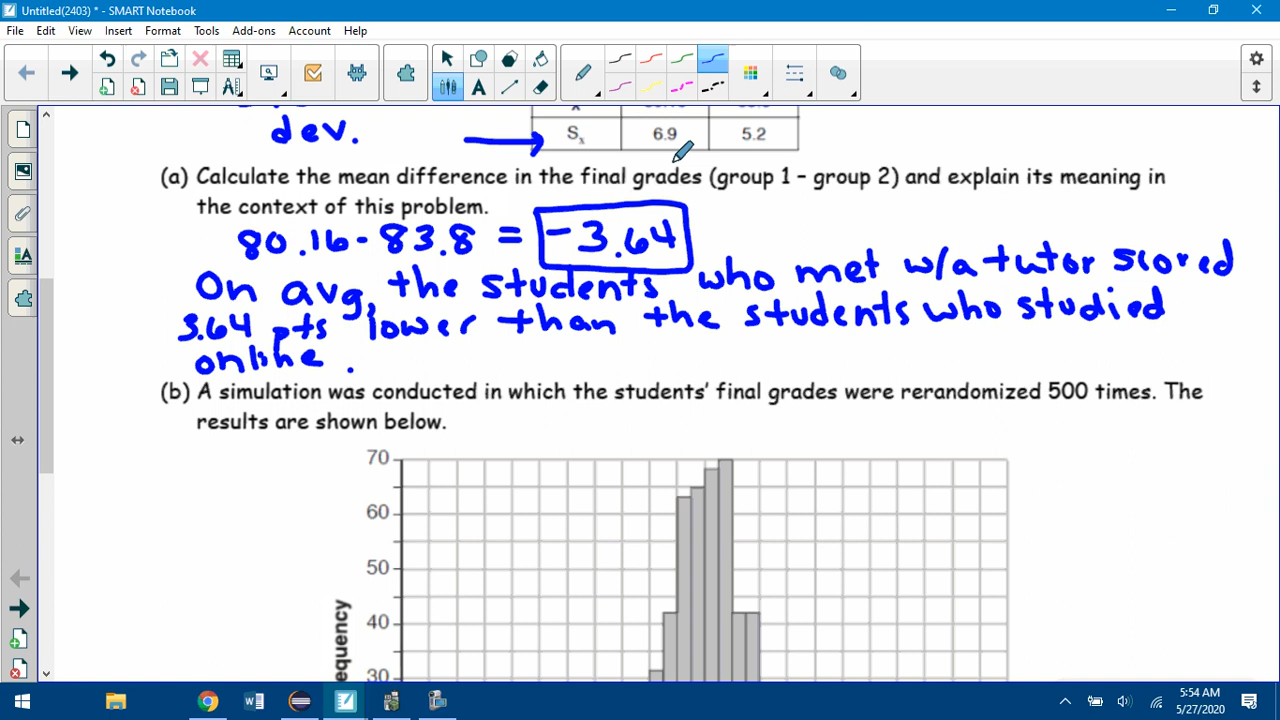 Untitled(2403) * - SMART Notebook
File Edit View Insert Format Tools Add-ons Account Help
dev.
Sx 6.9 5.2
(a) Calculate the mean difference in the final grades (group 1 – group 2) and explain its meaning in
the context of this problem.
80.16 - 83.8 = -3.64
On avg, the students who met w/a tutor scored
3.64 pts lower than the students who studied
online.
(b) A simulation was conducted in which the students' final grades were rerandomized 500 times. The
results are shown below.
70
60
50
40
30
equency
5:54 AM
5/27/2020